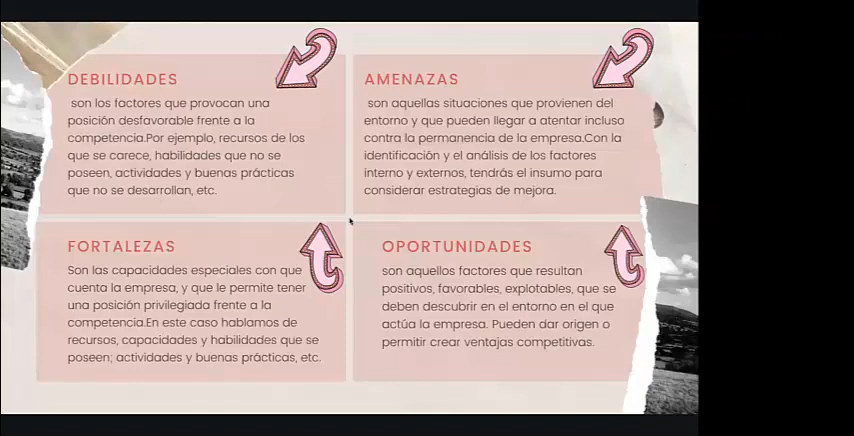 DEBILIDADES
son los factores que provocan una
posición desfavorable frente a la
competencia.Por ejemplo, recursos de los
que se carece, habilidades que no se
poseen, actividades y buenas prácticas
que no se desarrollan, etc.
AMENAZAS
son aquellas situaciones que provienen del
entorno y que pueden llegar a atentar incluso
contra la permanencia de la empresa.Con la
identificación y el análisis de los factores
interno y externos, tendrás el insumo para
considerar estrategias de mejora.
FORTALEZAS
Son las capacidades especiales con que
cuenta la empresa, y que le permite tener
una posición privilegiada frente a la
competencia.En este caso hablamos de
recursos, capacidades y habilidades que se
poseen; actividades y buenas prácticas, etc.
OPORTUNIDADES
son aquellos factores que resultan
positivos, favorables, explotables, que se
deben descubrir en el entorno en el que
actúa la empresa. Pueden dar origen o
permitir crear ventajas competitivas.